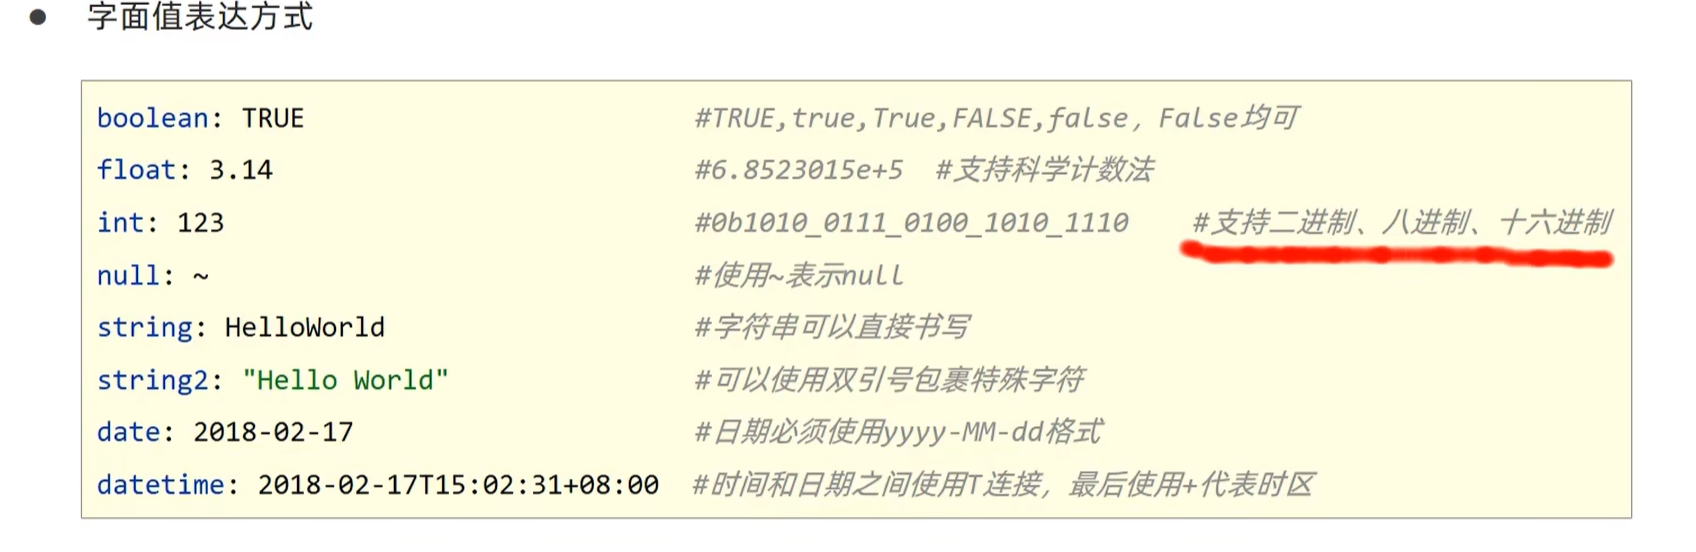 ● 字面值表达方式
boolean: TRUE #TRUE,true,True,FALSE,false，False均可
float: 3.14 #6.8523015e+5 #支持科学计数法
int: 123 #0b1010_0111_0100_1010_1110 #支持二进制、八进制、十六进制
null: ~ #使用~表示null
string: HelloWorld #字符串可以直接书写
string2: "Hello World" #可以使用双引号包裹特殊字符
date: 2018-02-17 #日期必须使用yyyy-MM-dd格式
datetime: 2018-02-17T15:02:31+08:00 #时间和日期之间使用T连接，最后使用+代表时区